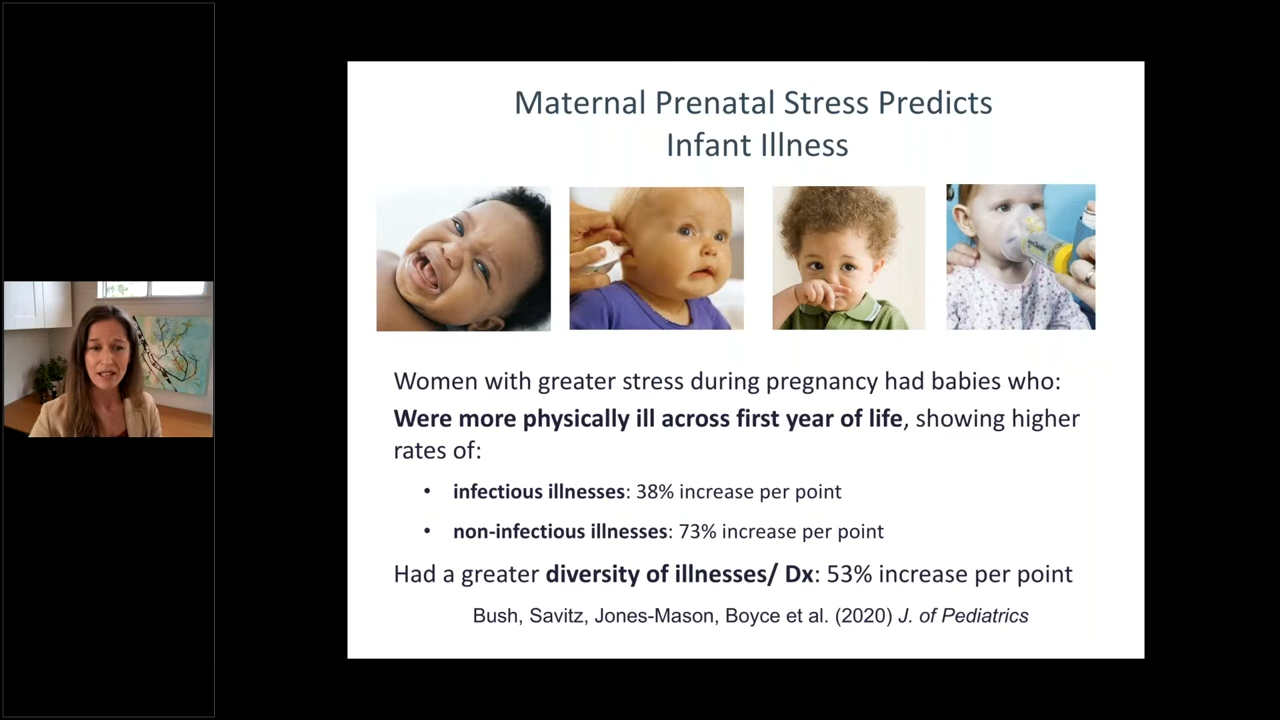 Maternal Prenatal Stress Predicts
Infant Illness
Women with greater stress during pregnancy had babies who:
Were more physically ill across first year of life, showing higher
rates of:
• infectious illnesses: 38% increase per point
• non-infectious illnesses: 73% increase per point
Had a greater diversity of illnesses/ Dx: 53% increase per point
Bush, Savitz, Jones-Mason, Boyce et al. (2020) J. of Pediatrics